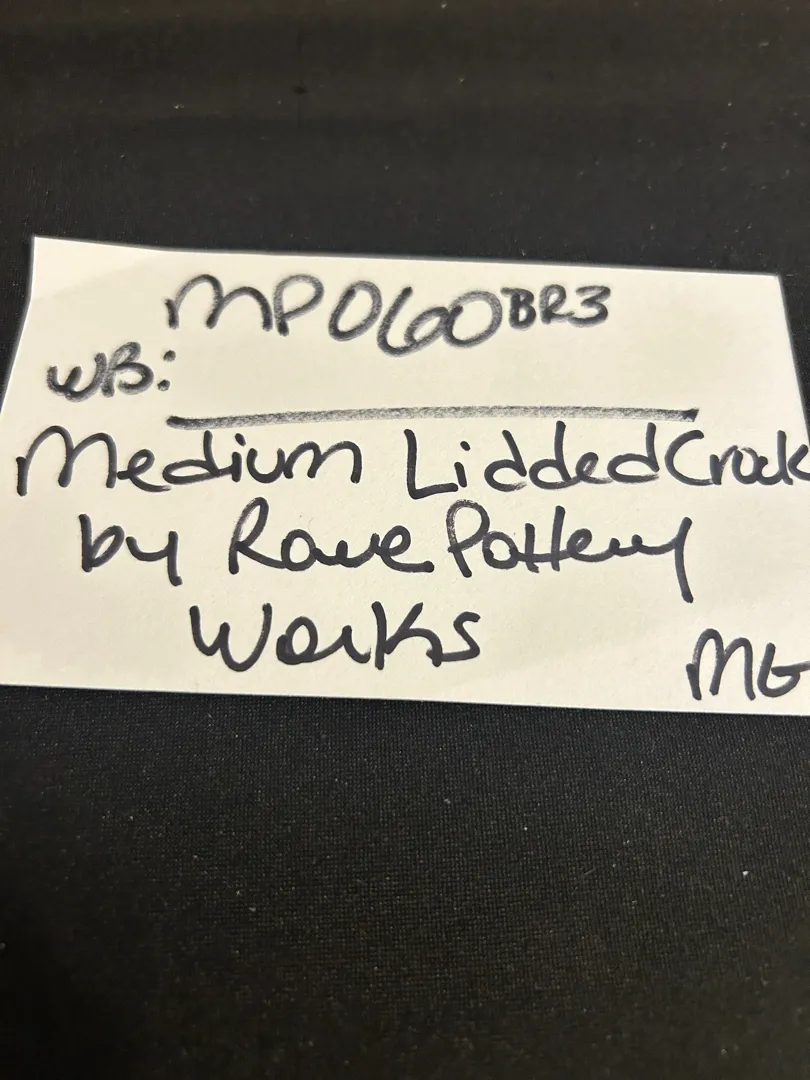 MP060BR3
WB:
Medium Lidded Crock
by Rowe Pottery
Works
MG